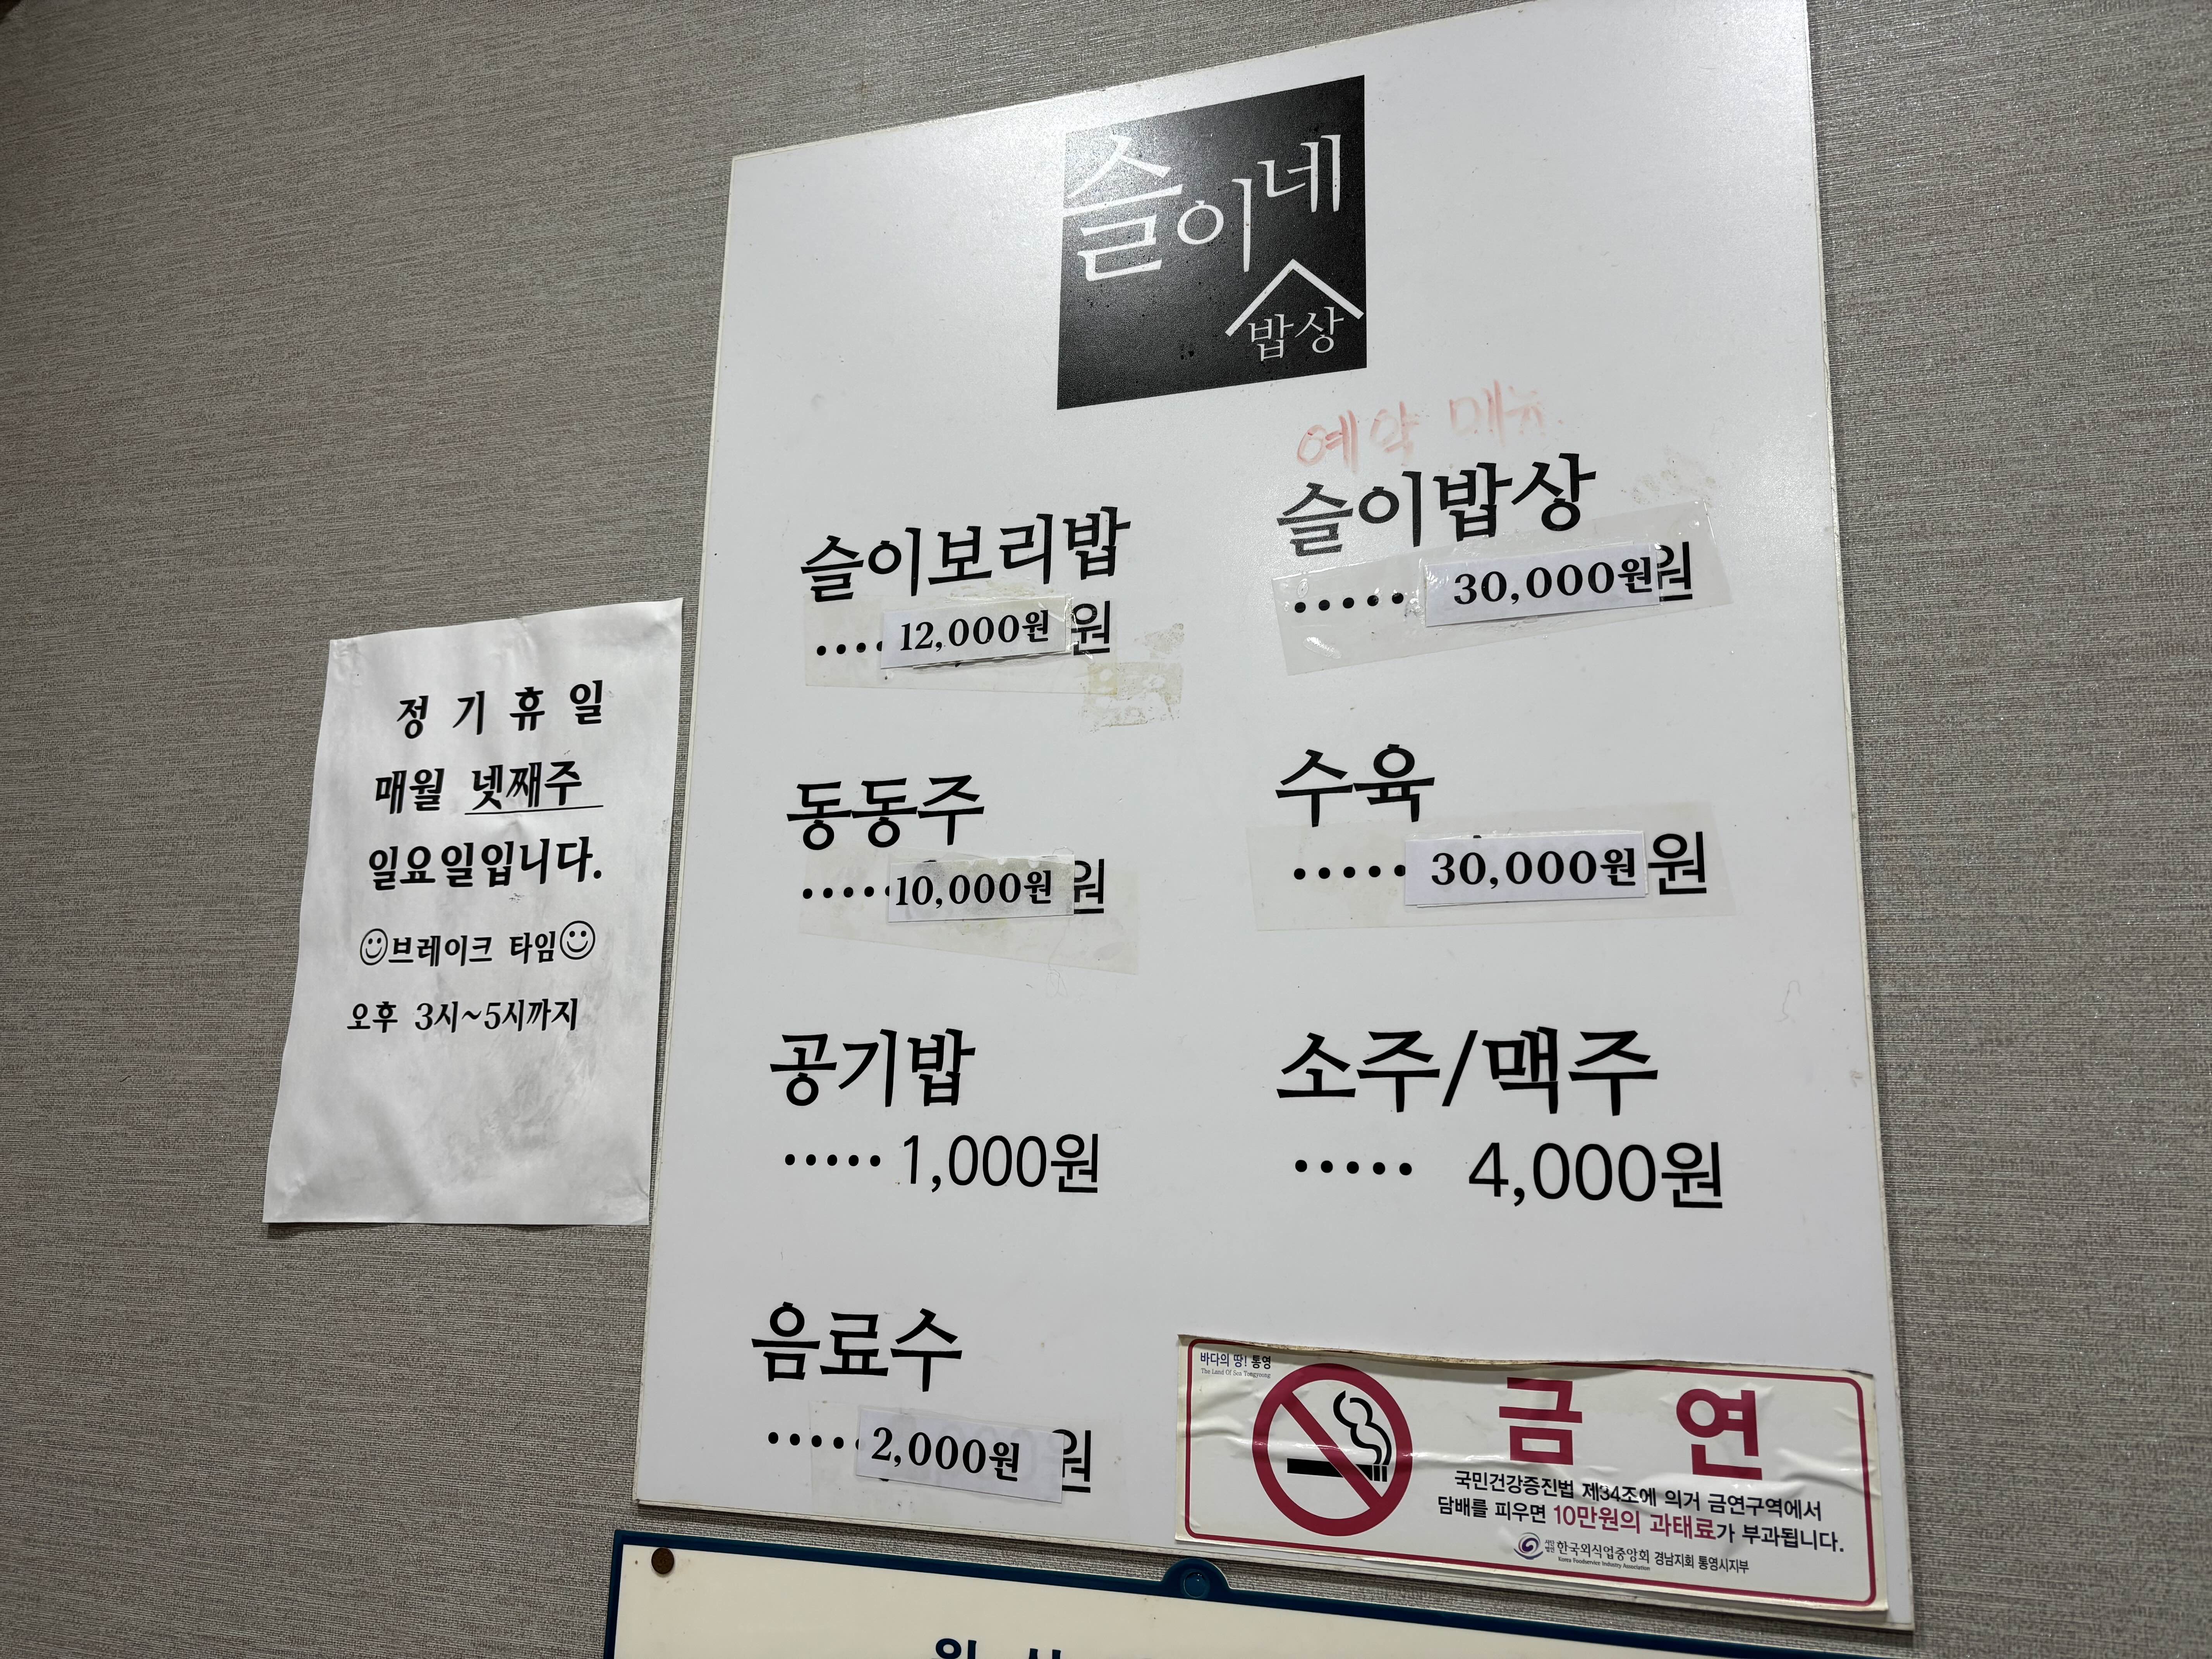 정 기 휴 일
매월 넷째주
일요일입니다.
브레이크 타임
오후 3시~5시까지
슬이네
밥상
슬이보리밥
....12,000원 원
예약 메뉴
슬이밥상
.....30,000원원
동동주
.....10,000원 원
수육
.....30,000원 원
공기밥
.....1,000원
소주/맥주
..... 4,000원
음료수
.....2,000원 원
바다의 땅! 통영
The Land Of Sea Tongyeong
금 연
국민건강증진법 제34조에 의거 금연구역에서
담배를 피우면 10만원의 과태료가 부과됩니다.
사단법인 한국외식업중앙회 경남지회 통영시지부
Korea Foodservice Industry Association